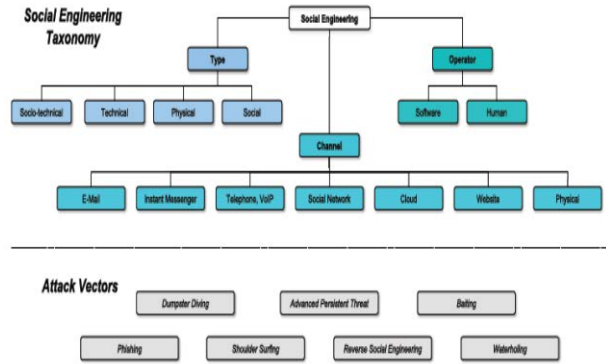 Social Engineering
Taxonomy
Social Engineering
Type
Operator
Socio-technical
Technical
Physical
Social
Software
Human
Channel
E-Mail
Instant Messenger
Telephone, VoIP
Social Network
Cloud
Website
Physical
Attack Vectors
Dumpster Diving
Advanced Persistent Threat
Baiting
Phishing
Shoulder Surfing
Reverse Social Engineering
Waterholing